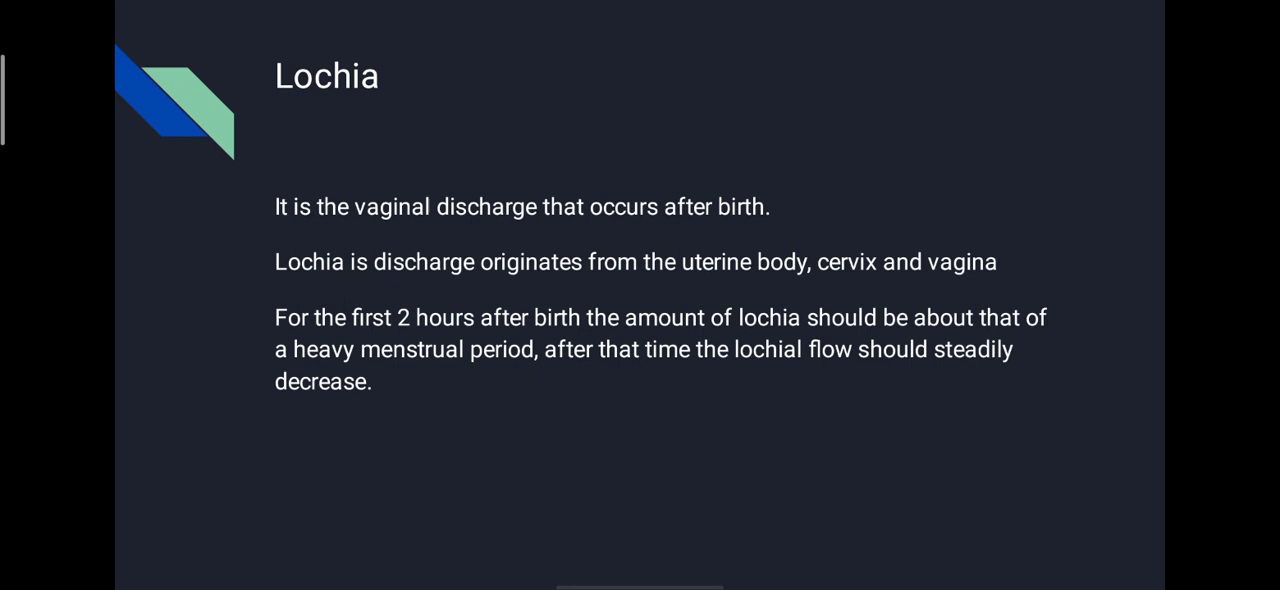 Lochia
It is the vaginal discharge that occurs after birth.
Lochia is discharge originates from the uterine body, cervix and vagina
For the first 2 hours after birth the amount of lochia should be about that of
a heavy menstrual period, after that time the lochial flow should steadily
decrease.